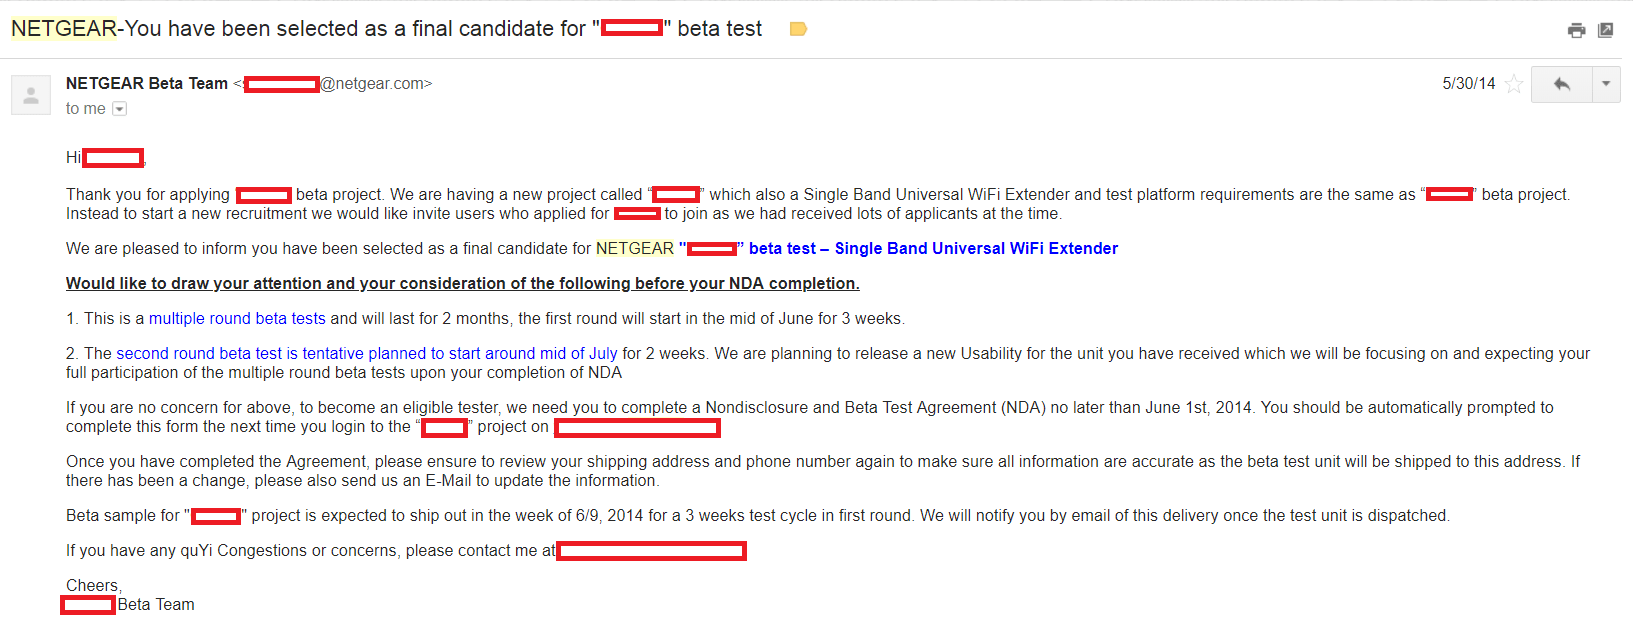 NETGEAR-You have been selected as a final candidate for "" beta test
NETGEAR Beta Team <@netgear.com>
5/30/14
to me
Hi,
Thank you for applying beta project. We are having a new project called “” which also a Single Band Universal WiFi Extender and test platform requirements are the same as “” beta project.
Instead to start a new recruitment we would like invite users who applied for to join as we had received lots of applicants at the time.
We are pleased to inform you have been selected as a final candidate for NETGEAR "” beta test – Single Band Universal WiFi Extender
Would like to draw your attention and your consideration of the following before your NDA completion.
1. This is a multiple round beta tests and will last for 2 months, the first round will start in the mid of June for 3 weeks.
2. The second round beta test is tentative planned to start around mid of July for 2 weeks. We are planning to release a new Usability for the unit you have received which we will be focusing on and expecting your
full participation of the multiple round beta tests upon your completion of NDA
If you are no concern for above, to become an eligible tester, we need you to complete a Nondisclosure and Beta Test Agreement (NDA) no later than June 1st, 2014. You should be automatically prompted to
complete this form the next time you login to the “” project on
Once you have completed the Agreement, please ensure to review your shipping address and phone number again to make sure all information are accurate as the beta test unit will be shipped to this address. If
there has been a change, please also send us an E-Mail to update the information.
Beta sample for "" project is expected to ship out in the week of 6/9, 2014 for a 3 weeks test cycle in first round. We will notify you by email of this delivery once the test unit is dispatched.
If you have any quYi Congestions or concerns, please contact me at
Cheers,
Beta Team